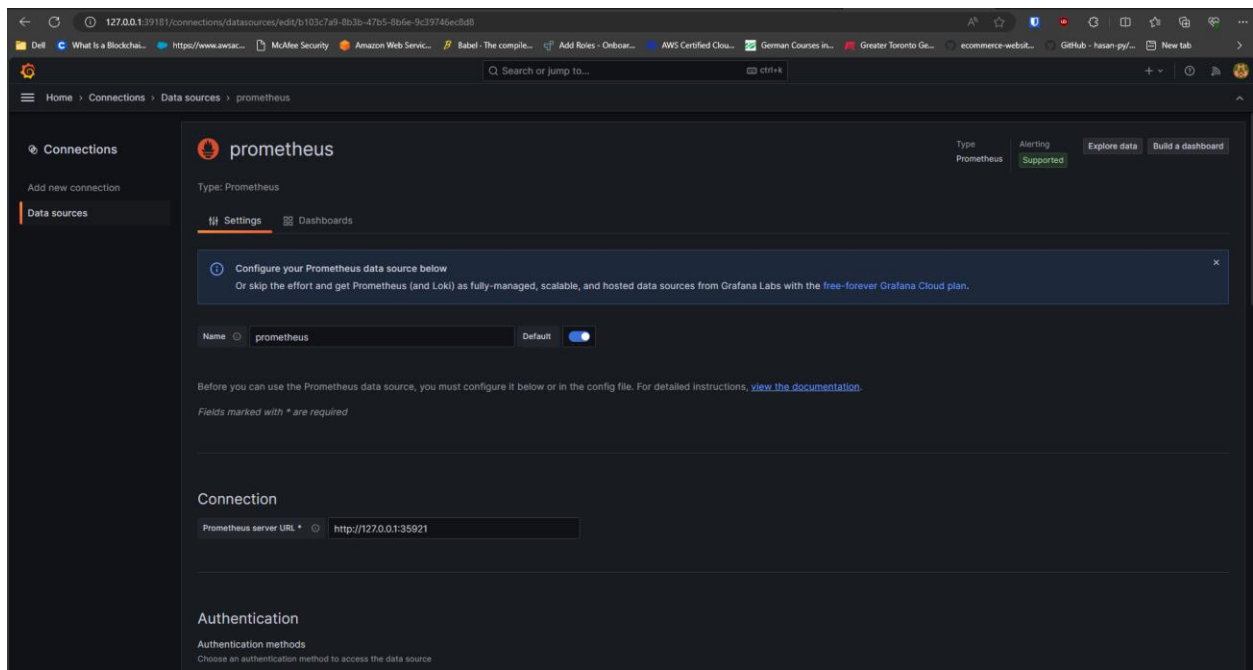 127.0.0.1:39181/connections/datasources/edit/b103c7a9-8b3b-47b5-8b6e-9c39746ec8d8
Dell What Is a Blockchai... https://www.awsac... McAfee Security Amazon Web Servic... Babel - The compile... Add Roles - Onboar... AWS Certified Clou... German Courses in... Greater Toronto Ge... ecommerce-websit... GitHub - hasan-py/... New tab
Search or jump to... ctrl+k
Home > Connections > Data sources > prometheus
Connections
Add new connection
Data sources
prometheus
Type Alerting Explore data Build a dashboard
Prometheus Supported
Type: Prometheus
Settings Dashboards
Configure your Prometheus data source below
Or skip the effort and get Prometheus (and Loki) as fully-managed, scalable, and hosted data sources from Grafana Labs with the free-forever Grafana Cloud plan.
Name prometheus Default
Before you can use the Prometheus data source, you must configure it below or in the config file. For detailed instructions, view the documentation.
Fields marked with * are required
Connection
Prometheus server URL * http://127.0.0.1:35921
Authentication
Authentication methods
Choose an authentication method to access the data source